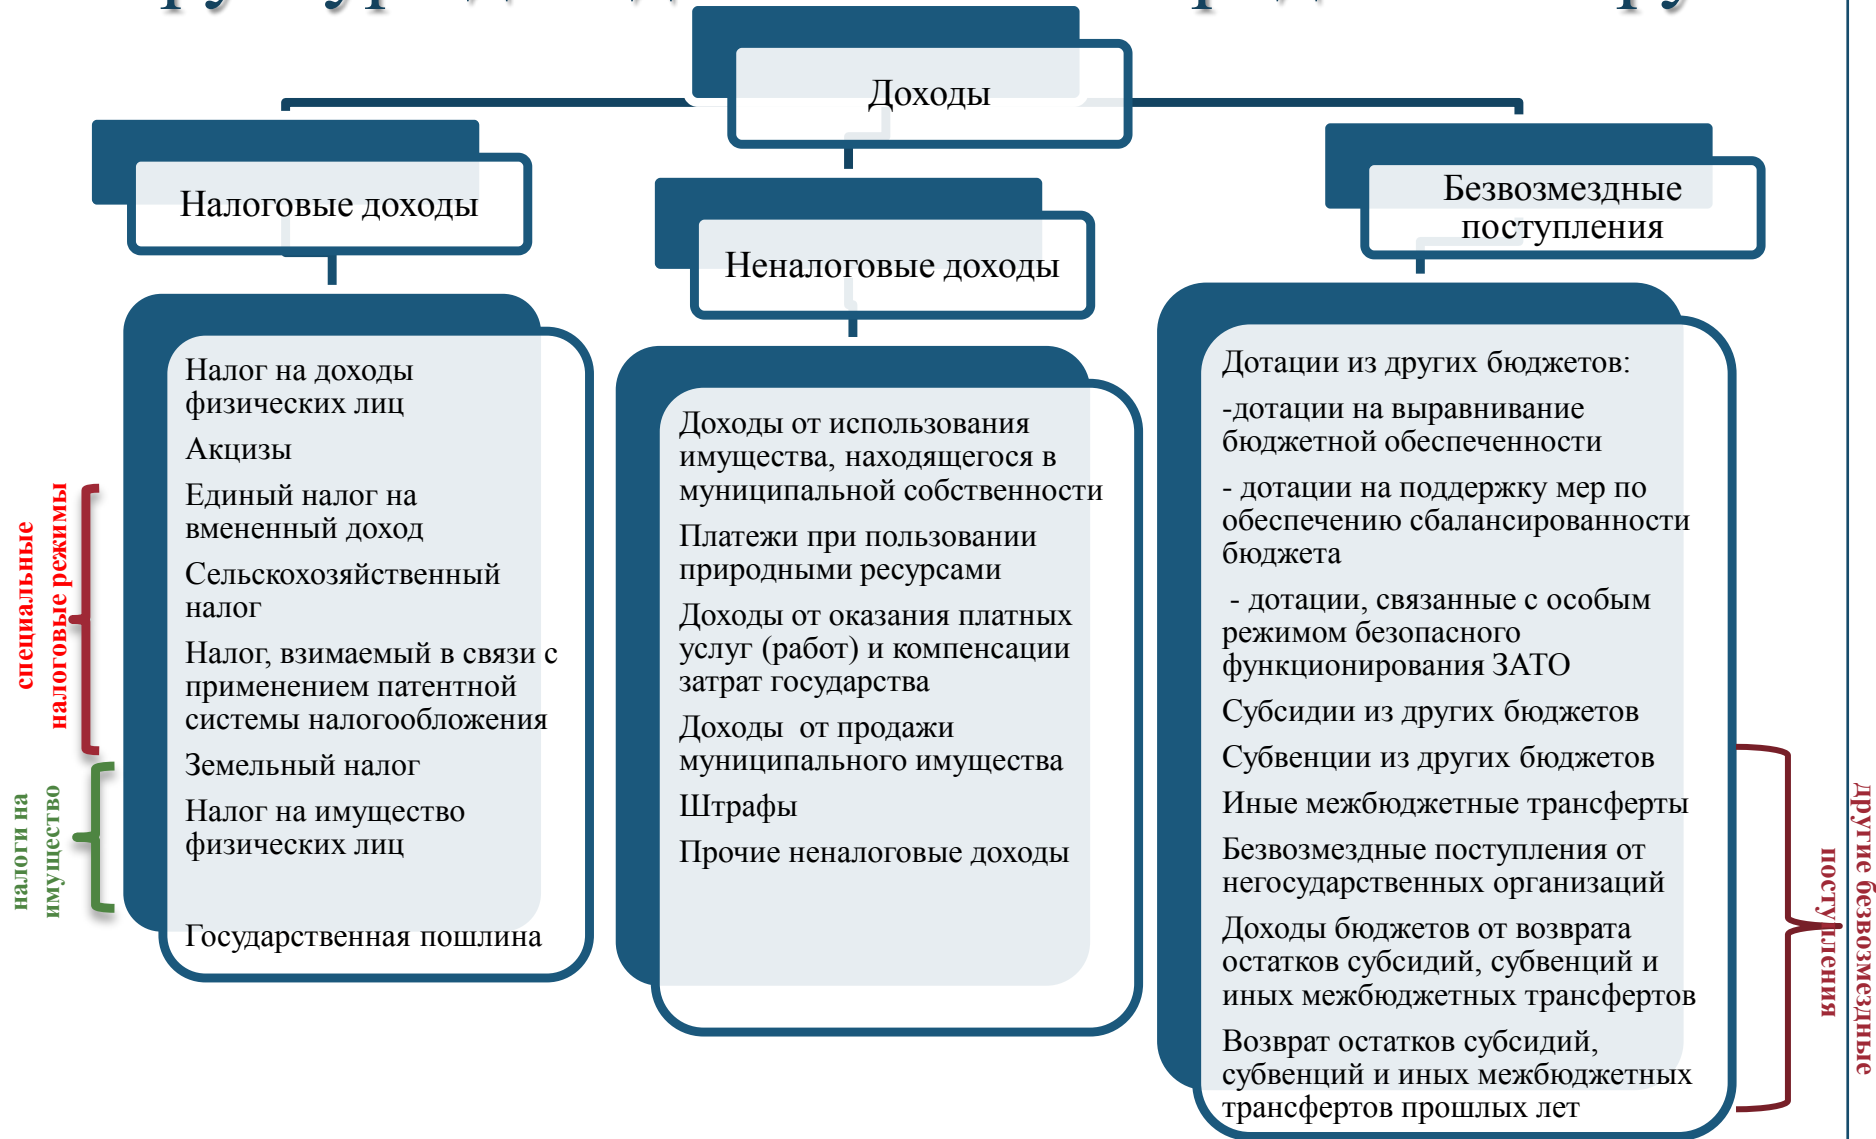 Доходы
Налоговые доходы
Неналоговые доходы
Безвозмездные
поступления
специальные
налоговые режимы
налоги на
имущество
Налог на доходы
физических лиц
Акцизы
Единый налог на
вмененный доход
Сельскохозяйственный
налог
Налог, взимаемый в связи с
применением патентной
системы налогообложения
Земельный налог
Налог на имущество
физических лиц
Государственная пошлина
Доходы от использования
имущества, находящегося в
муниципальной собственности
Платежи при пользовании
природными ресурсами
Доходы от оказания платных
услуг (работ) и компенсации
затрат государства
Доходы от продажи
муниципального имущества
Штрафы
Прочие неналоговые доходы
Дотации из других бюджетов:
-дотации на выравнивание
бюджетной обеспеченности
- дотации на поддержку мер по
обеспечению сбалансированности
бюджета
- дотации, связанные с особым
режимом безопасного
функционирования ЗАТО
Субсидии из других бюджетов
Субвенции из других бюджетов
Иные межбюджетные трансферты
Безвозмездные поступления от
негосударственных организаций
Доходы бюджетов от возврата
остатков субсидий, субвенций и
иных межбюджетных трансфертов
Возврат остатков субсидий,
субвенций и иных межбюджетных
трансфертов прошлых лет
другие безвозмездные
поступления